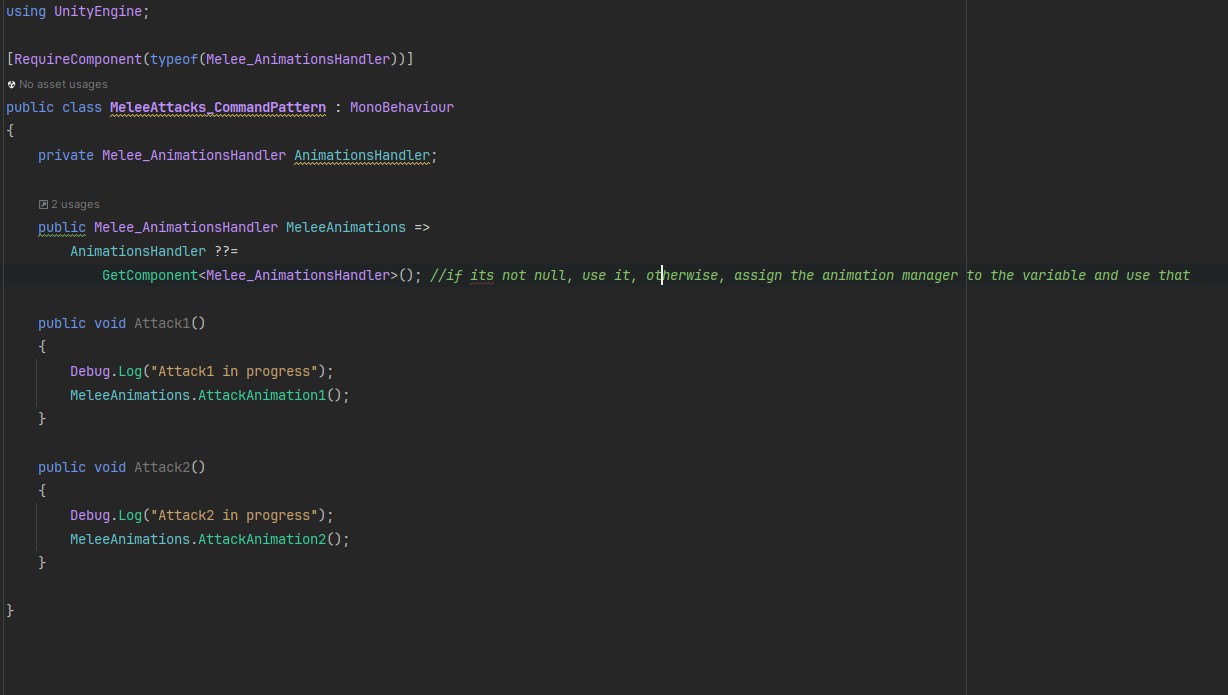 using UnityEngine;
[RequireComponent(typeof(Melee_AnimationsHandler))]
No asset usages
public class MeleeAttacks_CommandPattern : MonoBehaviour
{
private Melee_AnimationsHandler AnimationsHandler;
2 usages
public Melee_AnimationsHandler MeleeAnimations =>
AnimationsHandler ??=
GetComponent<Melee_AnimationsHandler>(); //if its not null, use it, otherwise, assign the animation manager to the variable and use that
public void Attack1()
{
Debug.Log("Attack1 in progress");
MeleeAnimations.AttackAnimation1();
}
public void Attack2()
{
Debug.Log("Attack2 in progress");
MeleeAnimations.AttackAnimation2();
}
}